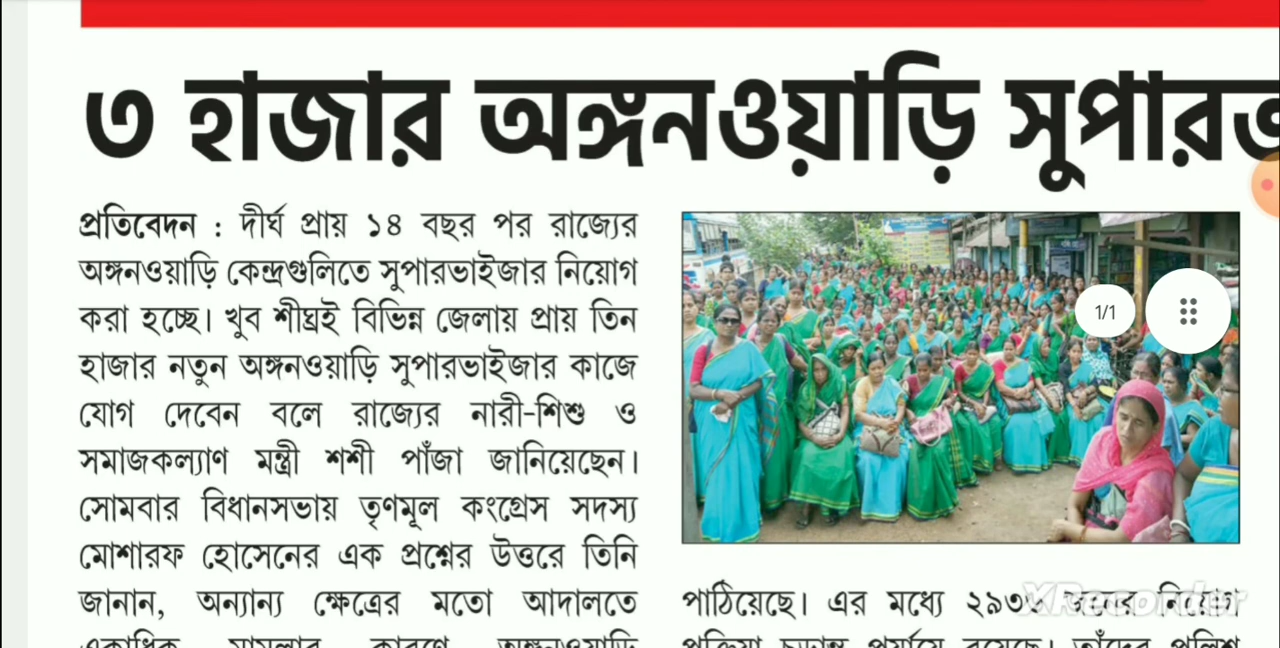 ৩ হাজার অঙ্গনওয়াড়ি
প্রতিবেদন : দীর্ঘ প্রায় ১৪ বছর পর রাজ্যের
অঙ্গনওয়াড়ি কেন্দ্রগুলিতে সুপারভাইজার নিয়োগ
করা হচ্ছে। খুব শীঘ্রই বিভিন্ন জেলায় প্রায় তিন
হাজার নতুন অঙ্গনওয়াড়ি সুপারভাইজার কাজে
যোগ দেবেন বলে রাজ্যের নারী-শিশু ও
সমাজকল্যাণ মন্ত্রী শশী পাঁজা জানিয়েছেন।
সোমবার বিধানসভায় তৃণমূল কংগ্রেস সদস্য
মোশারফ হোসেনের এক প্রশ্নের উত্তরে তিনি
জানান, অন্যান্য ক্ষেত্রের মতো আদালতে
1/1
পাঠিয়েছে। এর মধ্যে জনের নিয়োগ
XRecorder